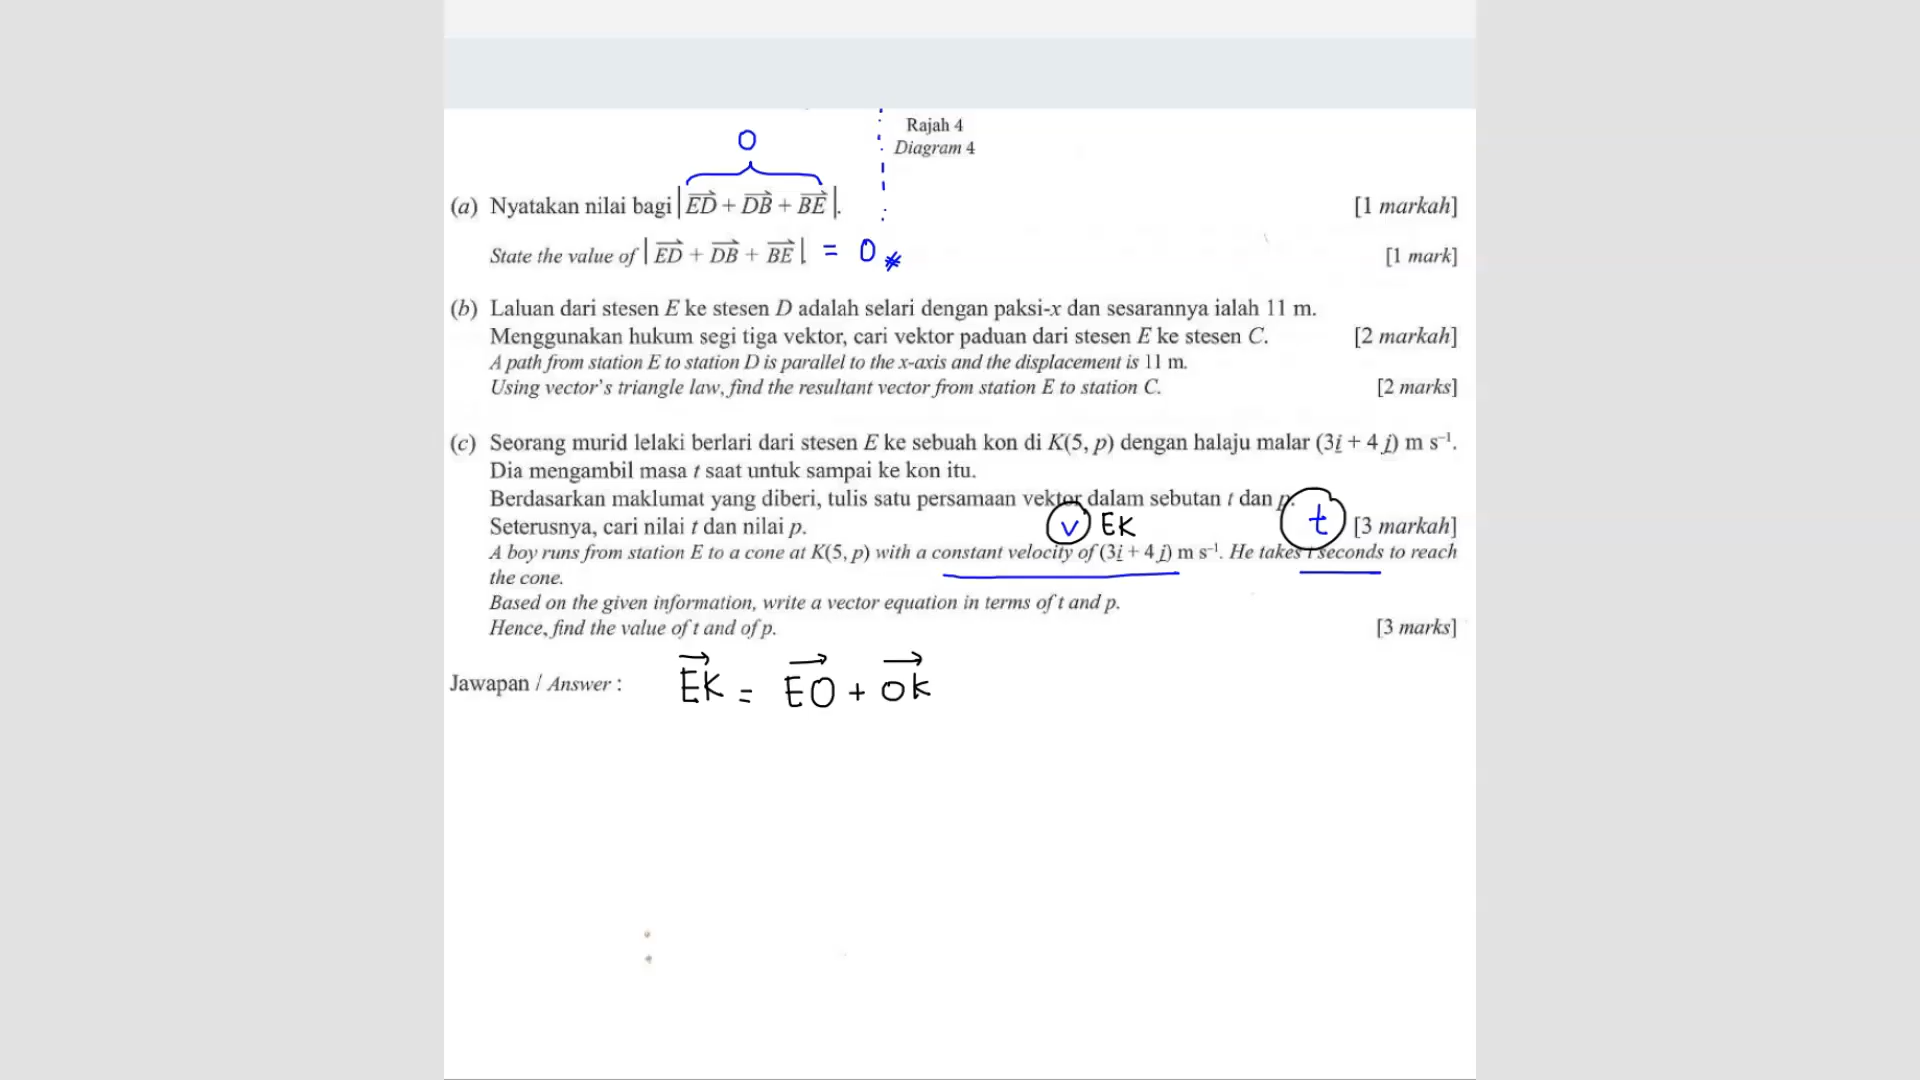 Rajah 4
Diagram 4
0
(a) Nyatakan nilai bagi |ED + DB + BE|. [1 markah]
State the value of |ED + DB + BE|. = 0 *
[1 mark]
(b) Laluan dari stesen E ke stesen D adalah selari dengan paksi-x dan sesarannya ialah 11 m.
Menggunakan hukum segi tiga vektor, cari vektor paduan dari stesen E ke stesen C. [2 markah]
A path from station E to station D is parallel to the x-axis and the displacement is 11 m.
Using vector's triangle law, find the resultant vector from station E to station C. [2 marks]
(c) Seorang murid lelaki berlari dari stesen E ke sebuah kon di K(5, p) dengan halaju malar (3i + 4j) m s⁻¹.
Dia mengambil masa t saat untuk sampai ke kon itu.
Berdasarkan maklumat yang diberi, tulis satu persamaan vektor dalam sebutan t dan p.
Seterusnya, cari nilai t dan nilai p. v EK t [3 markah]
A boy runs from station E to a cone at K(5, p) with a constant velocity of (3i + 4j) m s⁻¹. He takes t seconds to reach
the cone.
Based on the given information, write a vector equation in terms of t and p.
Hence, find the value of t and of p. [3 marks]
Jawapan / Answer : EK = EO + OK